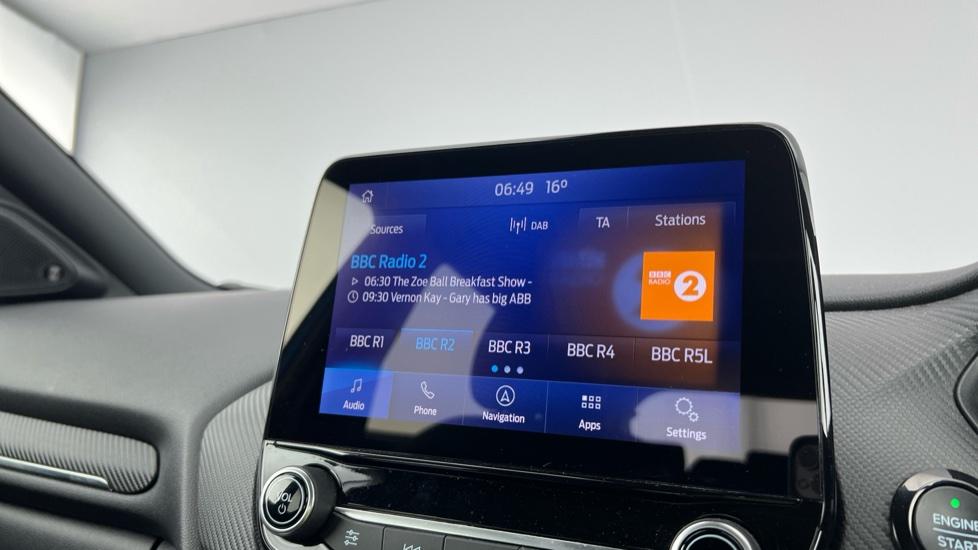 06:49 16º
Sources DAB TA Stations
BBC Radio 2
06:30 The Zoe Ball Breakfast Show -
09:30 Vernon Kay - Gary has big ABB
BBC RADIO 2
BBC R1 BBC R2 BBC R3 BBC R4 BBC R5L
Audio Phone Navigation Apps Settings
VOL
ENGINE
START